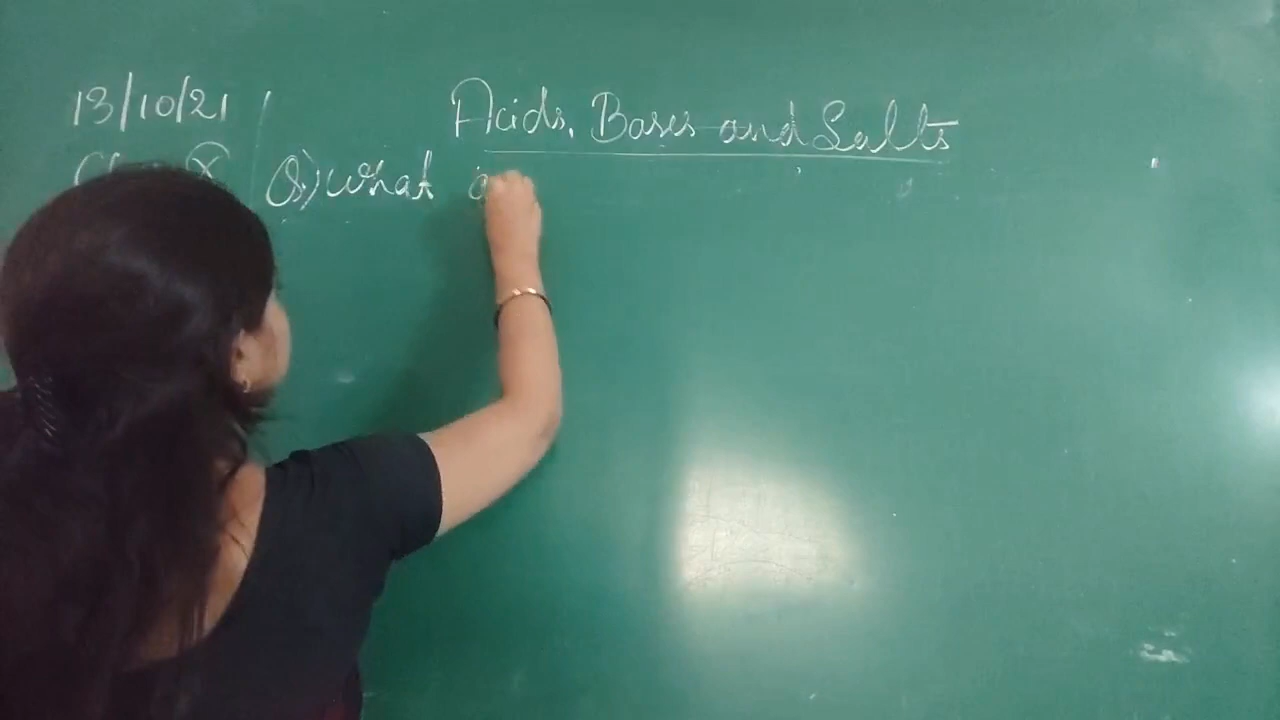 13/10/21
Acids, Bases and Salts
Q) what